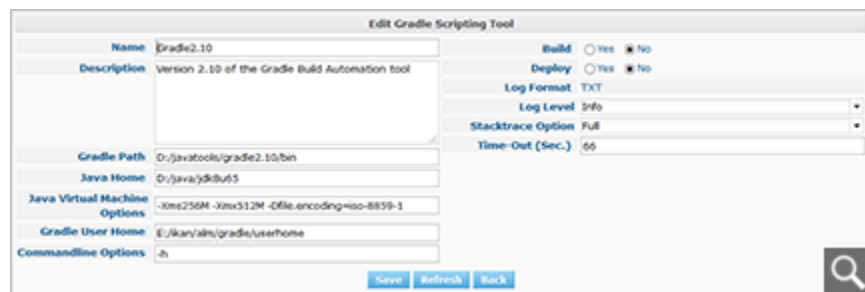 Edit Gradle Scripting Tool
Name Gradle2.10
Description Version 2.10 of the Gradle Build Automation tool
Gradle Path D:/javatools/gradle2.10/bin
Java Home D:/java/jdk8u65
Java Virtual Machine
Options -Xms256M -Xmx512M -Dfile.encoding=iso-8859-1
Gradle User Home E:/ikan/alm/gradle/userhome
Commandline Options -h
Build Yes No
Deploy Yes No
Log Format TXT
Log Level Info
Stacktrace Option Full
Time-Out (Sec.) 66
Save Refresh Back